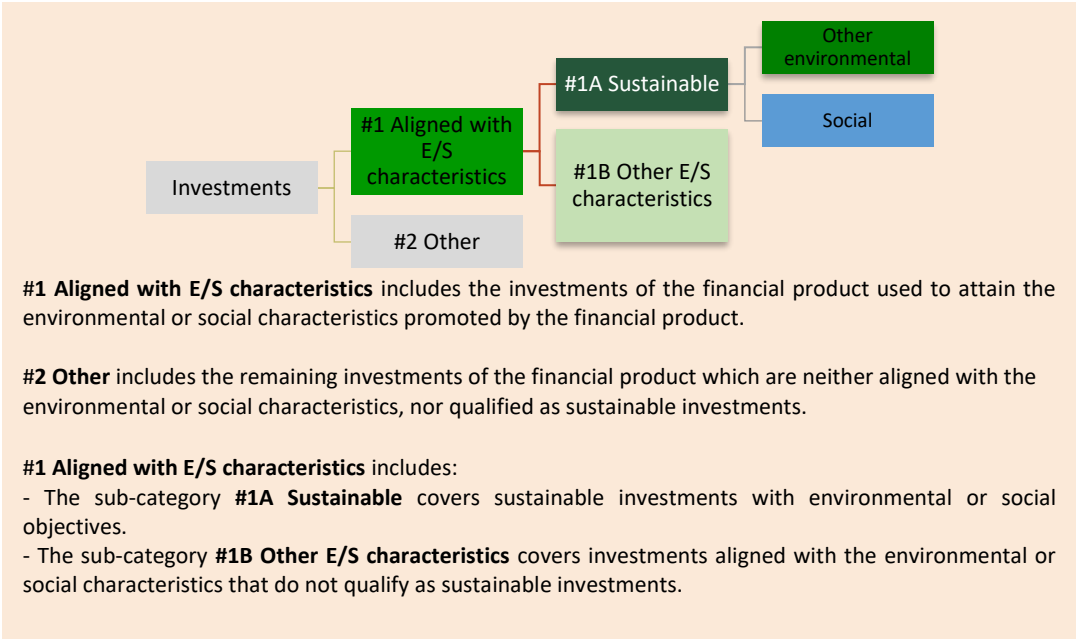 Other
environmental
#1A Sustainable
Social
#1 Aligned with
E/S
characteristics
#1B Other E/S
characteristics
Investments
#2 Other
#1 Aligned with E/S characteristics includes the investments of the financial product used to attain the
environmental or social characteristics promoted by the financial product.
#2 Other includes the remaining investments of the financial product which are neither aligned with the
environmental or social characteristics, nor qualified as sustainable investments.
#1 Aligned with E/S characteristics includes:
- The sub-category #1A Sustainable covers sustainable investments with environmental or social
objectives.
- The sub-category #1B Other E/S characteristics covers investments aligned with the environmental or
social characteristics that do not qualify as sustainable investments.